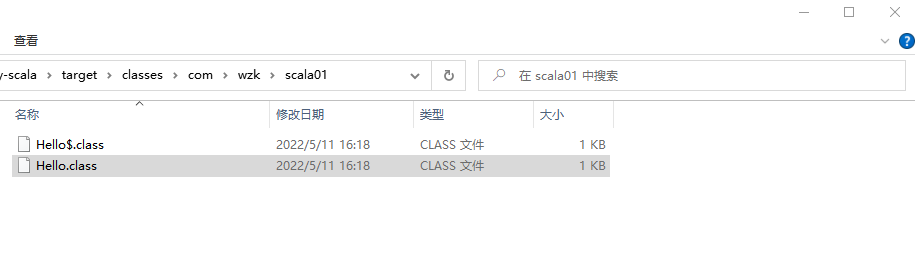 查看
y-scala › target › classes › com › wzk › scala01
在 scala01 中搜索
名称 修改日期 类型 大小
Hello$.class 2022/5/11 16:18 CLASS 文件 1 KB
Hello.class 2022/5/11 16:18 CLASS 文件 1 KB